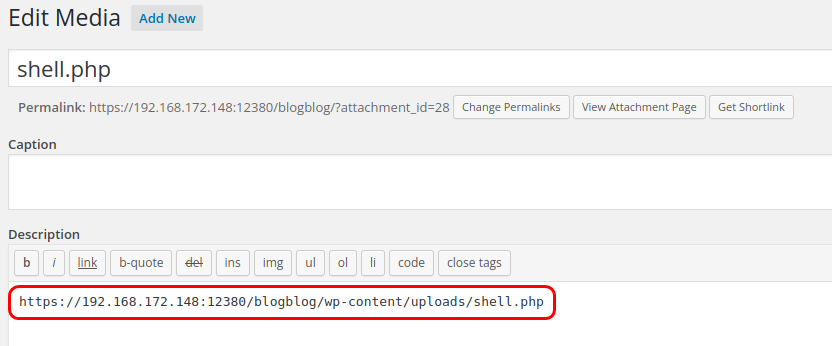 Edit Media Add New
shell.php
Permalink: https://192.168.172.148:12380/blogblog/?attachment_id=28 Change Permalinks View Attachment Page Get Shortlink
Caption
Description
b i link b-quote del ins img ul ol li code close tags
https://192.168.172.148:12380/blogblog/wp-content/uploads/shell.php